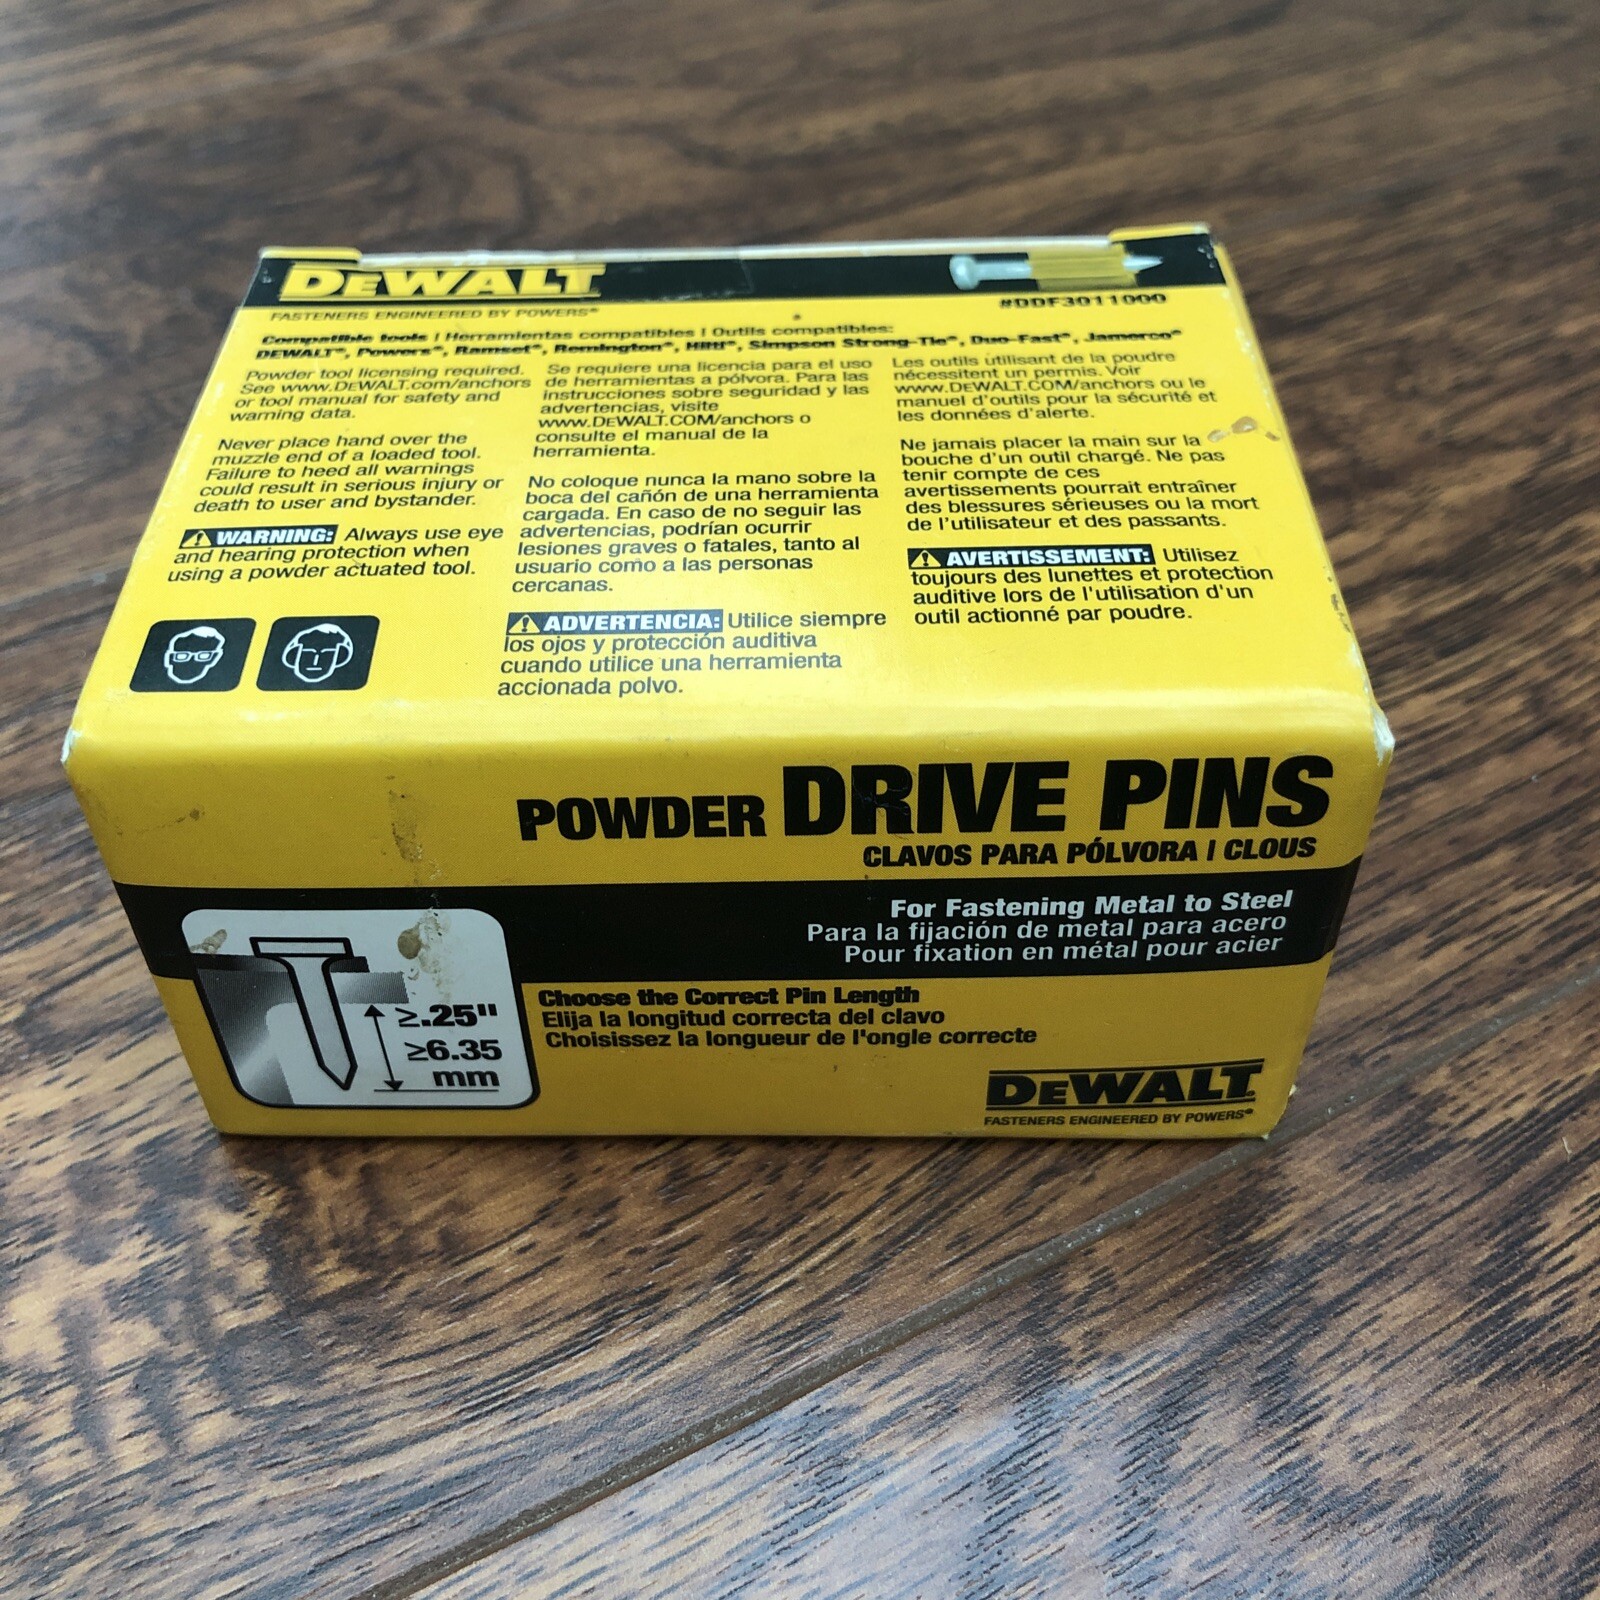 DEWALT
FASTENERS ENGINEERED BY POWERS®
#DDF3011000
Compatible tools | Herramientas compatibles | Outils compatibles:
DEWALT®, Powers®, Ramset®, Remington®, Hilti®, Simpson Strong-Tie®, Duo-Fast®, Jamerco®
Powder tool licensing required.
See www.DEWALT.com/anchors
or tool manual for safety and
warning data.
Never place hand over the
muzzle end of a loaded tool.
Failure to heed all warnings
could result in serious injury or
death to user and bystander.
WARNING: Always use eye
and hearing protection when
using a powder actuated tool.
Se requiere una licencia para el uso
de herramientas a pólvora. Para las
instrucciones sobre seguridad y las
advertencias, visite
www.DEWALT.COM/anchors o
consulte el manual de la
herramienta.
No coloque nunca la mano sobre la
boca del cañón de una herramienta
cargada. En caso de no seguir las
advertencias, podrían ocurrir
lesiones graves o fatales, tanto al
usuario como a las personas
cercanas.
ADVERTENCIA: Utilice siempre
los ojos y protección auditiva
cuando utilice una herramienta
accionada polvo.
Les outils utilisant de la poudre
nécessitent un permis. Voir
www.DEWALT.COM/anchors ou le
manuel d'outils pour la sécurité et
les données d'alerte.
Ne jamais placer la main sur la
bouche d'un outil chargé. Ne pas
tenir compte de ces
avertissements pourrait entraîner
des blessures sérieuses ou la mort
de l'utilisateur et des passants.
AVERTISSEMENT: Utilisez
toujours des lunettes et protection
auditive lors de l'utilisation d'un
outil actionné par poudre.
POWDER DRIVE PINS
CLAVOS PARA PÓLVORA | CLOUS
For Fastening Metal to Steel
Para la fijación de metal para acero
Pour fixation en métal pour acier
≥.25"
≥6.35
mm
Choose the Correct Pin Length
Elija la longitud correcta del clavo
Choisissez la longueur de l'ongle correcte
DEWALT
FASTENERS ENGINEERED BY POWERS®